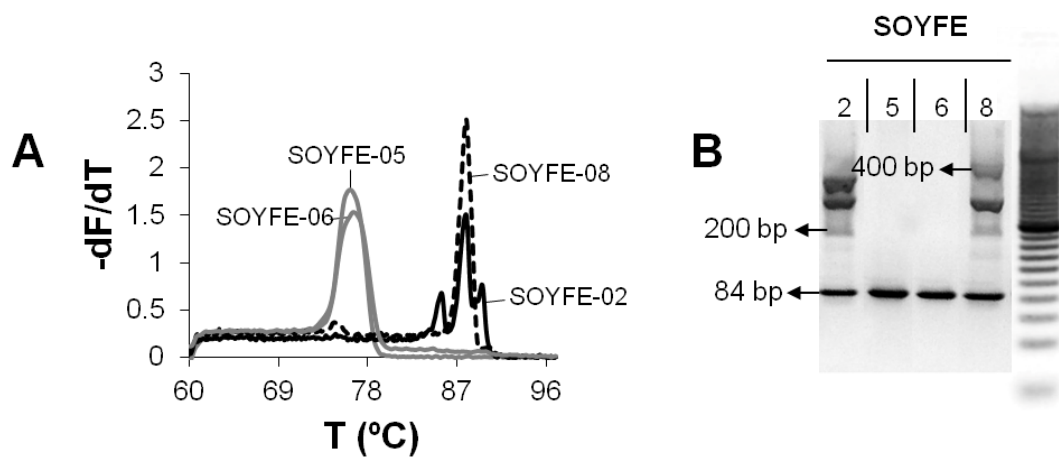 A
-dF/dT
3
2.5
2
1.5
1
0.5
0
60 69 78 87 96
T (ºC)
SOYFE-05
SOYFE-06
SOYFE-08
SOYFE-02
B
SOYFE
2 5 6 8
400 bp
200 bp
84 bp